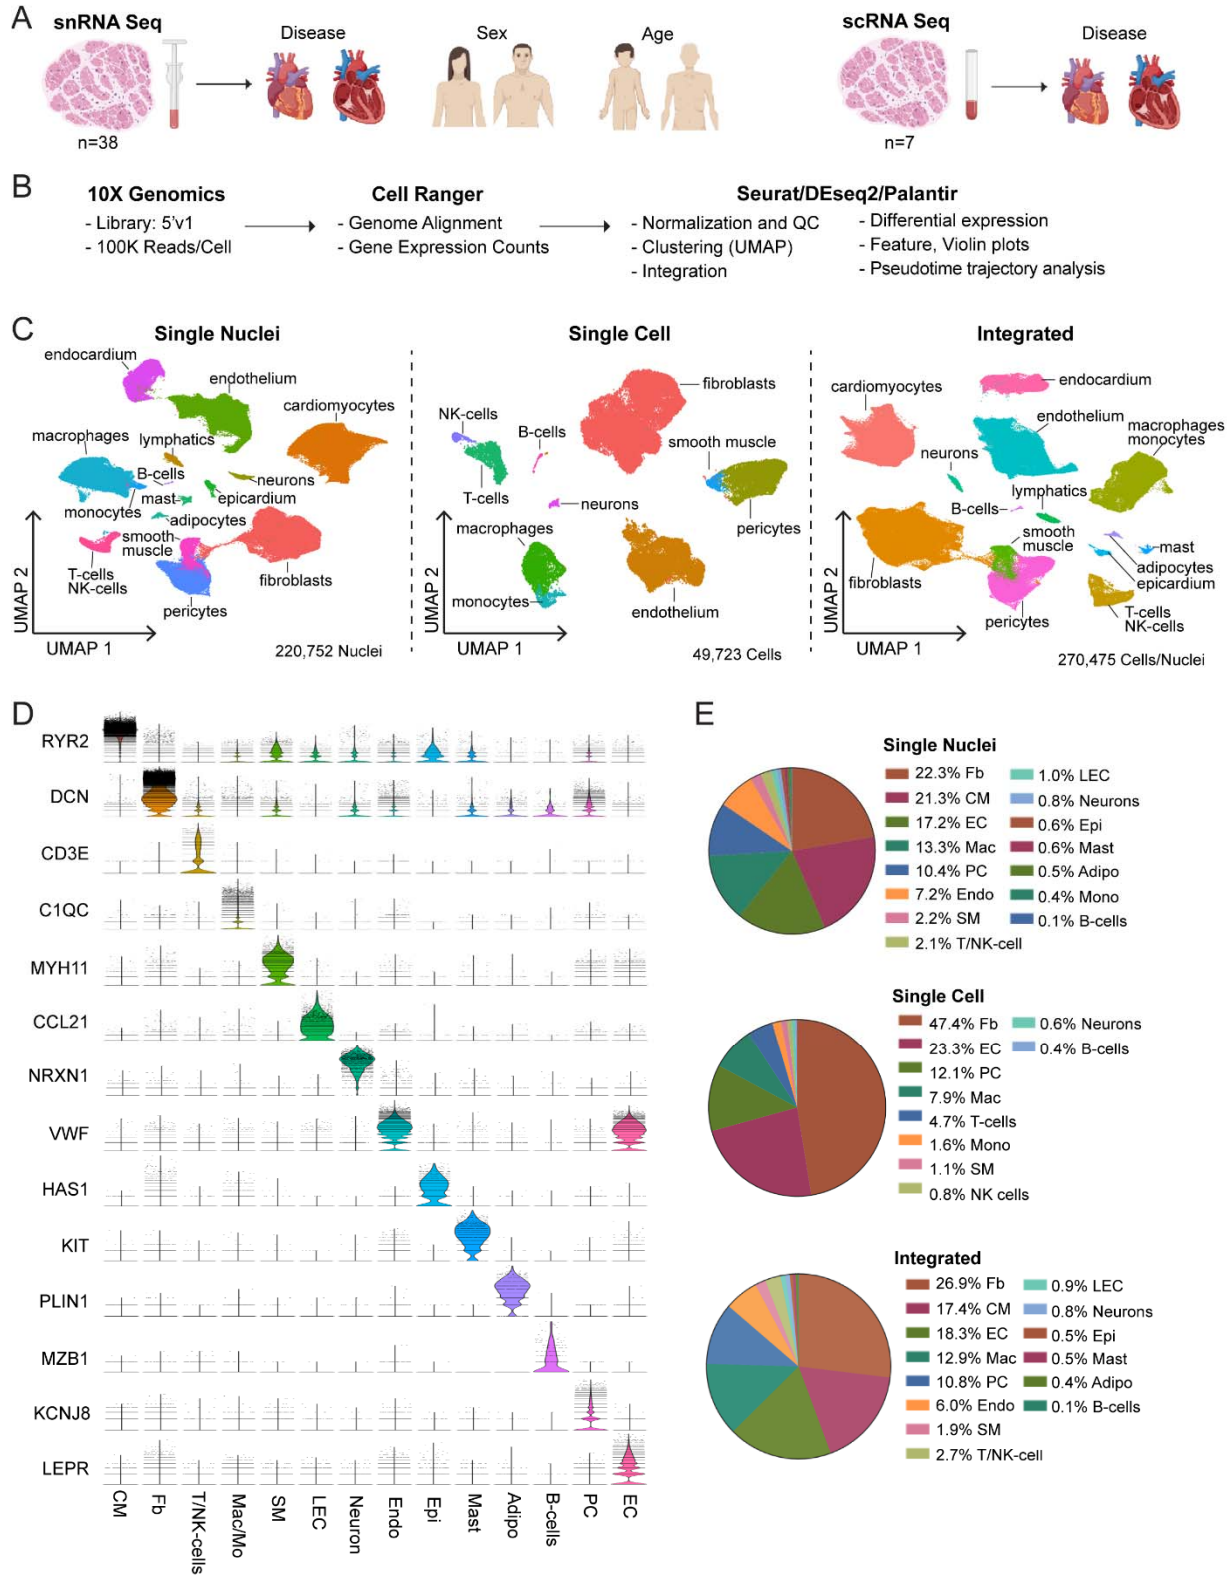 A
snRNA Seq
Disease
Sex
Age
scRNA Seq
Disease
n=38
n=7
B
10X Genomics
- Library: 5'v1
- 100K Reads/Cell
Cell Ranger
- Genome Alignment
- Gene Expression Counts
Seurat/DEseq2/Palantir
- Normalization and QC
- Clustering (UMAP)
- Integration
- Differential expression
- Feature, Violin plots
- Pseudotime trajectory analysis
C
Single Nuclei
endocardium
endothelium
cardiomyocytes
macrophages
lymphatics
B-cells
neurons
mast
epicardium
monocytes
adipocytes
smooth
muscle
T-cells
NK-cells
fibroblasts
pericytes
UMAP 2
UMAP 1
220,752 Nuclei
Single Cell
fibroblasts
NK-cells
B-cells
smooth muscle
T-cells
neurons
macrophages
pericytes
monocytes
endothelium
UMAP 2
UMAP 1
49,723 Cells
Integrated
cardiomyocytes
endocardium
endothelium
macrophages
monocytes
neurons
lymphatics
B-cells
smooth
muscle
mast
adipocytes
epicardium
fibroblasts
T-cells
NK-cells
pericytes
UMAP 2
UMAP 1
270,475 Cells/Nuclei
D
RYR2
DCN
CD3E
C1QC
MYH11
CCL21
NRXN1
VWF
HAS1
KIT
PLIN1
MZB1
KCNJ8
LEPR
CM
Fb
T/NK-cells
Mac/Mo
SM
LEC
Neuron
Endo
Epi
Mast
Adipo
B-cells
PC
EC
E
Single Nuclei
22.3% Fb
21.3% CM
17.2% EC
13.3% Mac
10.4% PC
7.2% Endo
2.2% SM
2.1% T/NK-cell
1.0% LEC
0.8% Neurons
0.6% Epi
0.6% Mast
0.5% Adipo
0.4% Mono
0.1% B-cells
Single Cell
47.4% Fb
23.3% EC
12.1% PC
7.9% Mac
4.7% T-cells
1.6% Mono
1.1% SM
0.8% NK cells
0.6% Neurons
0.4% B-cells
Integrated
26.9% Fb
17.4% CM
18.3% EC
12.9% Mac
10.8% PC
6.0% Endo
1.9% SM
2.7% T/NK-cell
0.9% LEC
0.8% Neurons
0.5% Epi
0.5% Mast
0.4% Adipo
0.1% B-cells